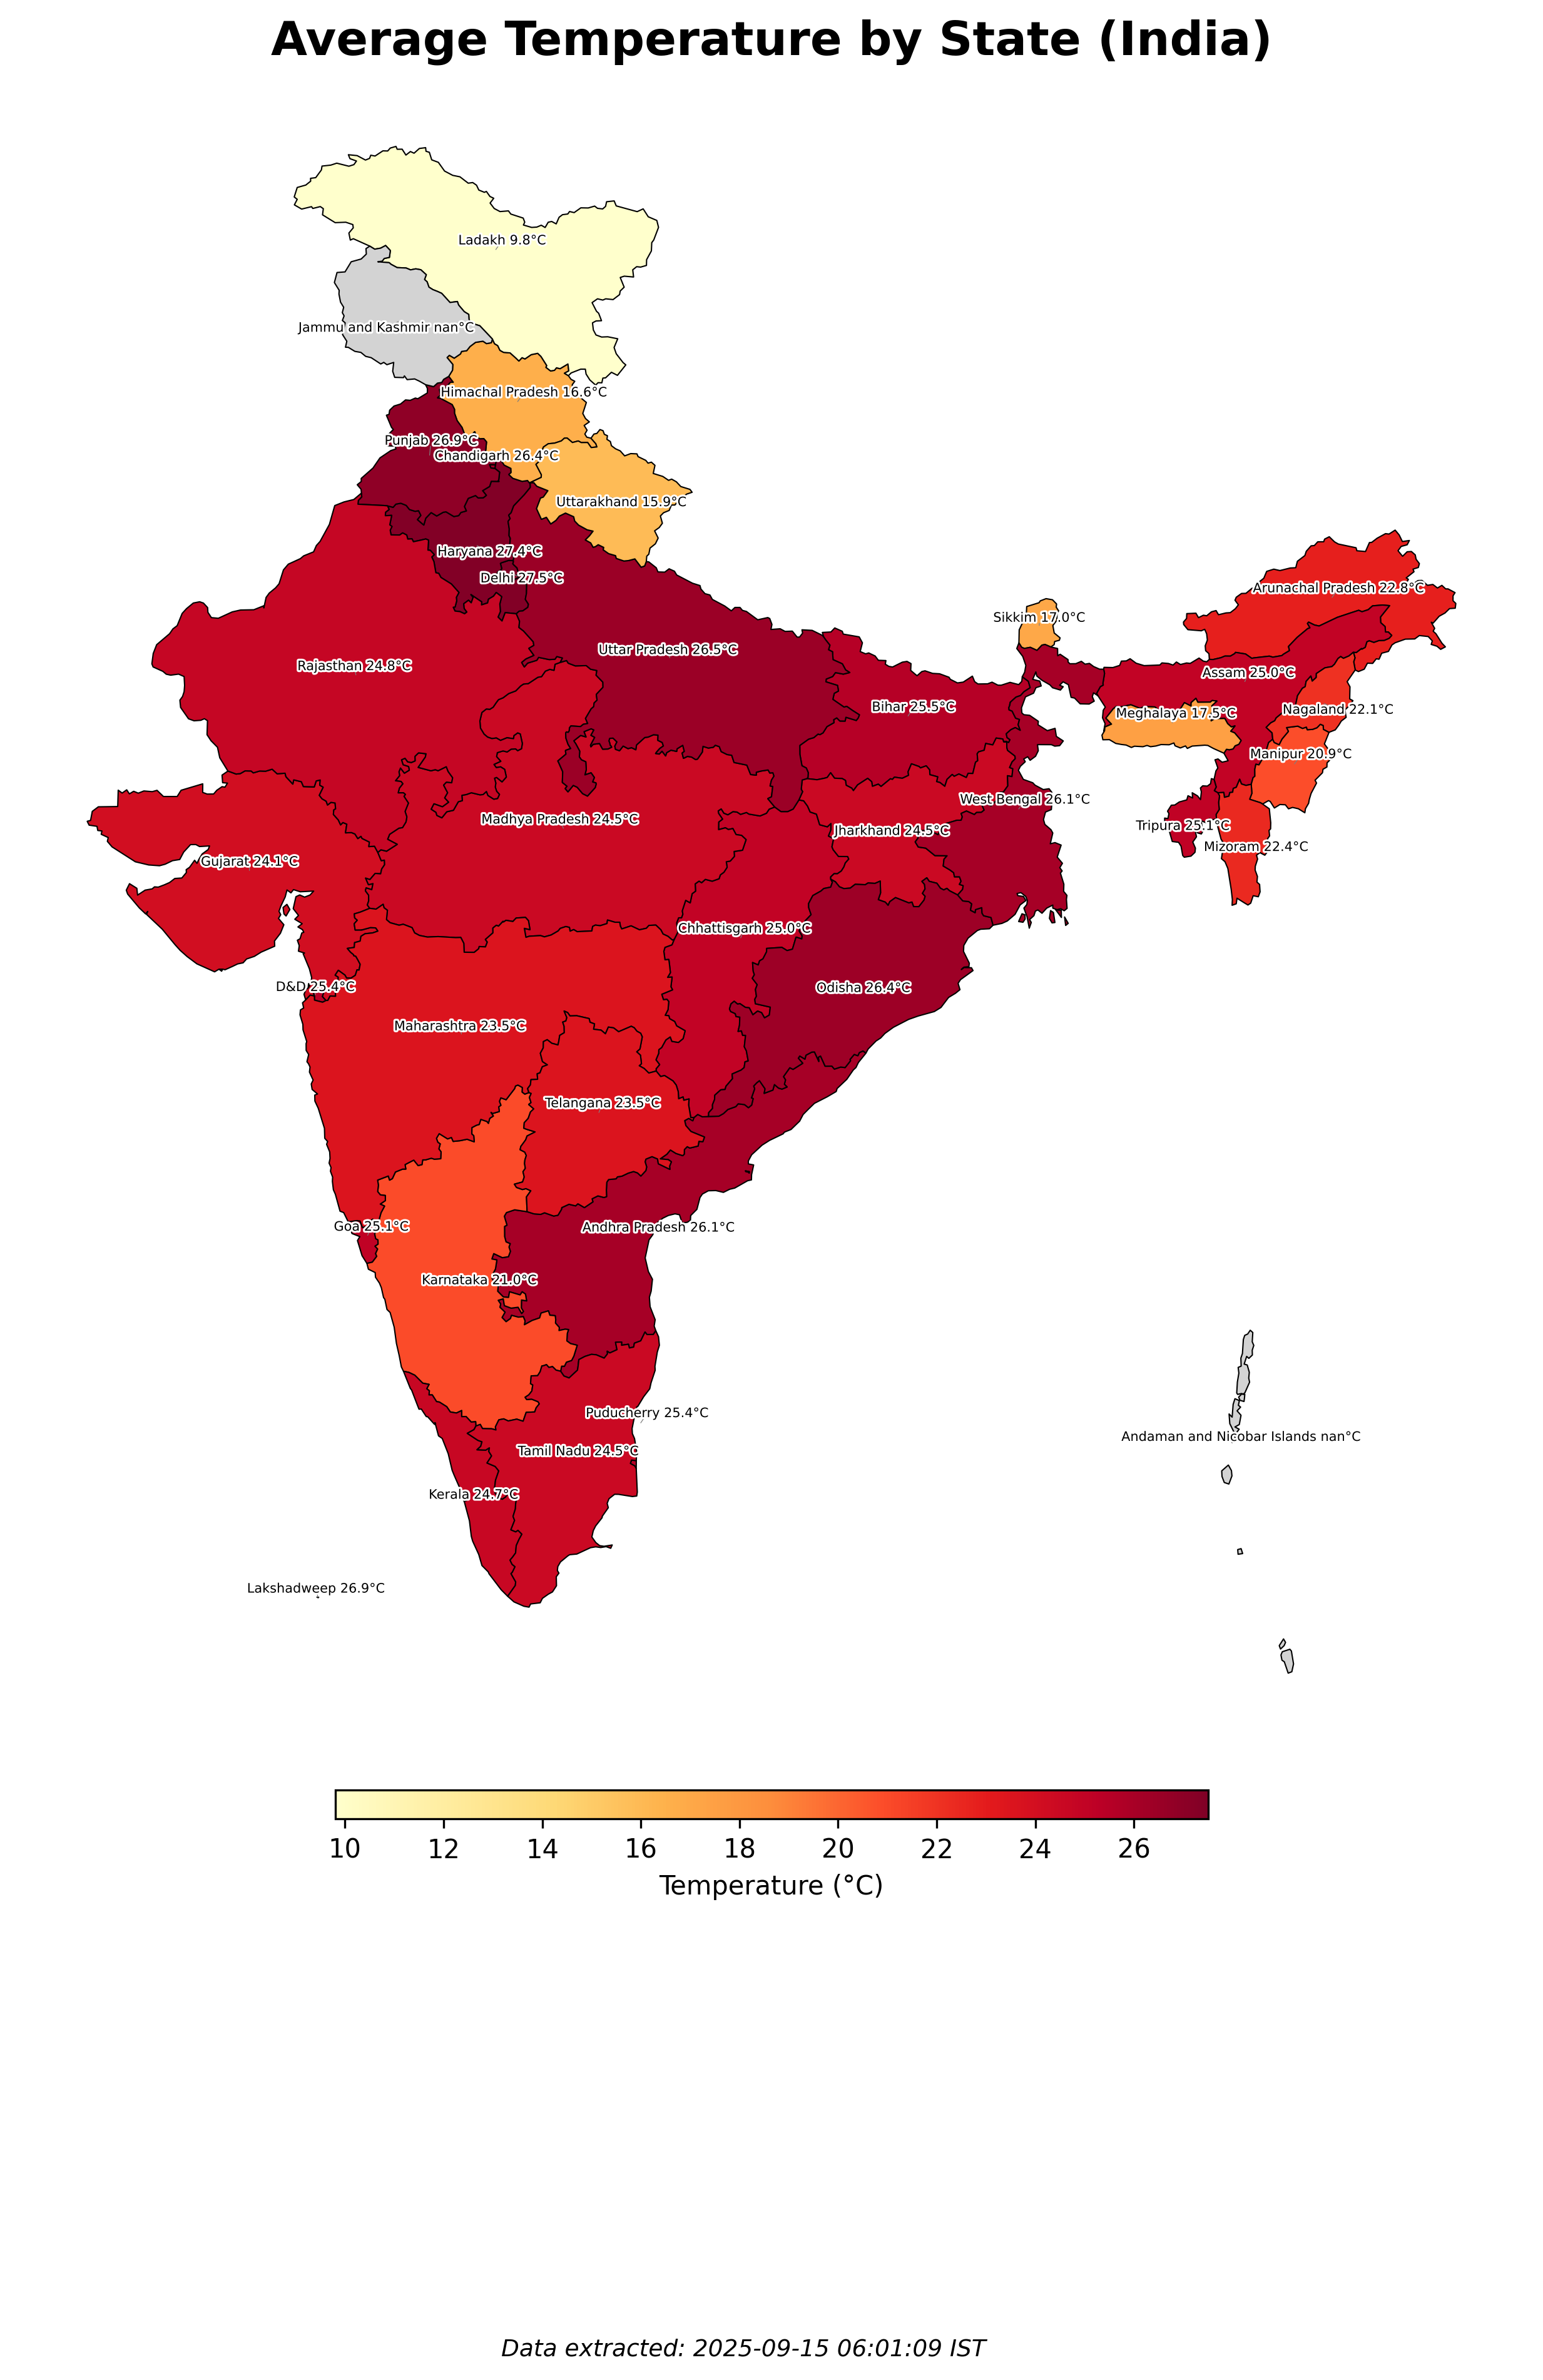 Average Temperature by State (India)
Ladakh 9.8°C
Jammu and Kashmir nan°C
Himachal Pradesh 16.6°C
Punjab 26.9°C
Chandigarh 26.4°C
Uttarakhand 15.9°C
Haryana 27.4°C
Delhi 27.5°C
Arunachal Pradesh 22.8°C
Sikkim 17.0°C
Uttar Pradesh 26.5°C
Rajasthan 24.8°C
Assam 25.0°C
Bihar 25.5°C
Meghalaya 17.5°C
Nagaland 22.1°C
Manipur 20.9°C
West Bengal 26.1°C
Madhya Pradesh 24.5°C
Jharkhand 24.5°C
Tripura 25.1°C
Mizoram 22.4°C
Gujarat 24.1°C
Chhattisgarh 25.0°C
D&D 25.4°C
Odisha 26.4°C
Maharashtra 23.5°C
Telangana 23.5°C
Goa 25.1°C
Andhra Pradesh 26.1°C
Karnataka 21.0°C
Puducherry 25.4°C
Andaman and Nicobar Islands nan°C
Tamil Nadu 24.5°C
Kerala 24.7°C
Lakshadweep 26.9°C
10 12 14 16 18 20 22 24 26
Temperature (°C)
Data extracted: 2025-09-15 06:01:09 IST